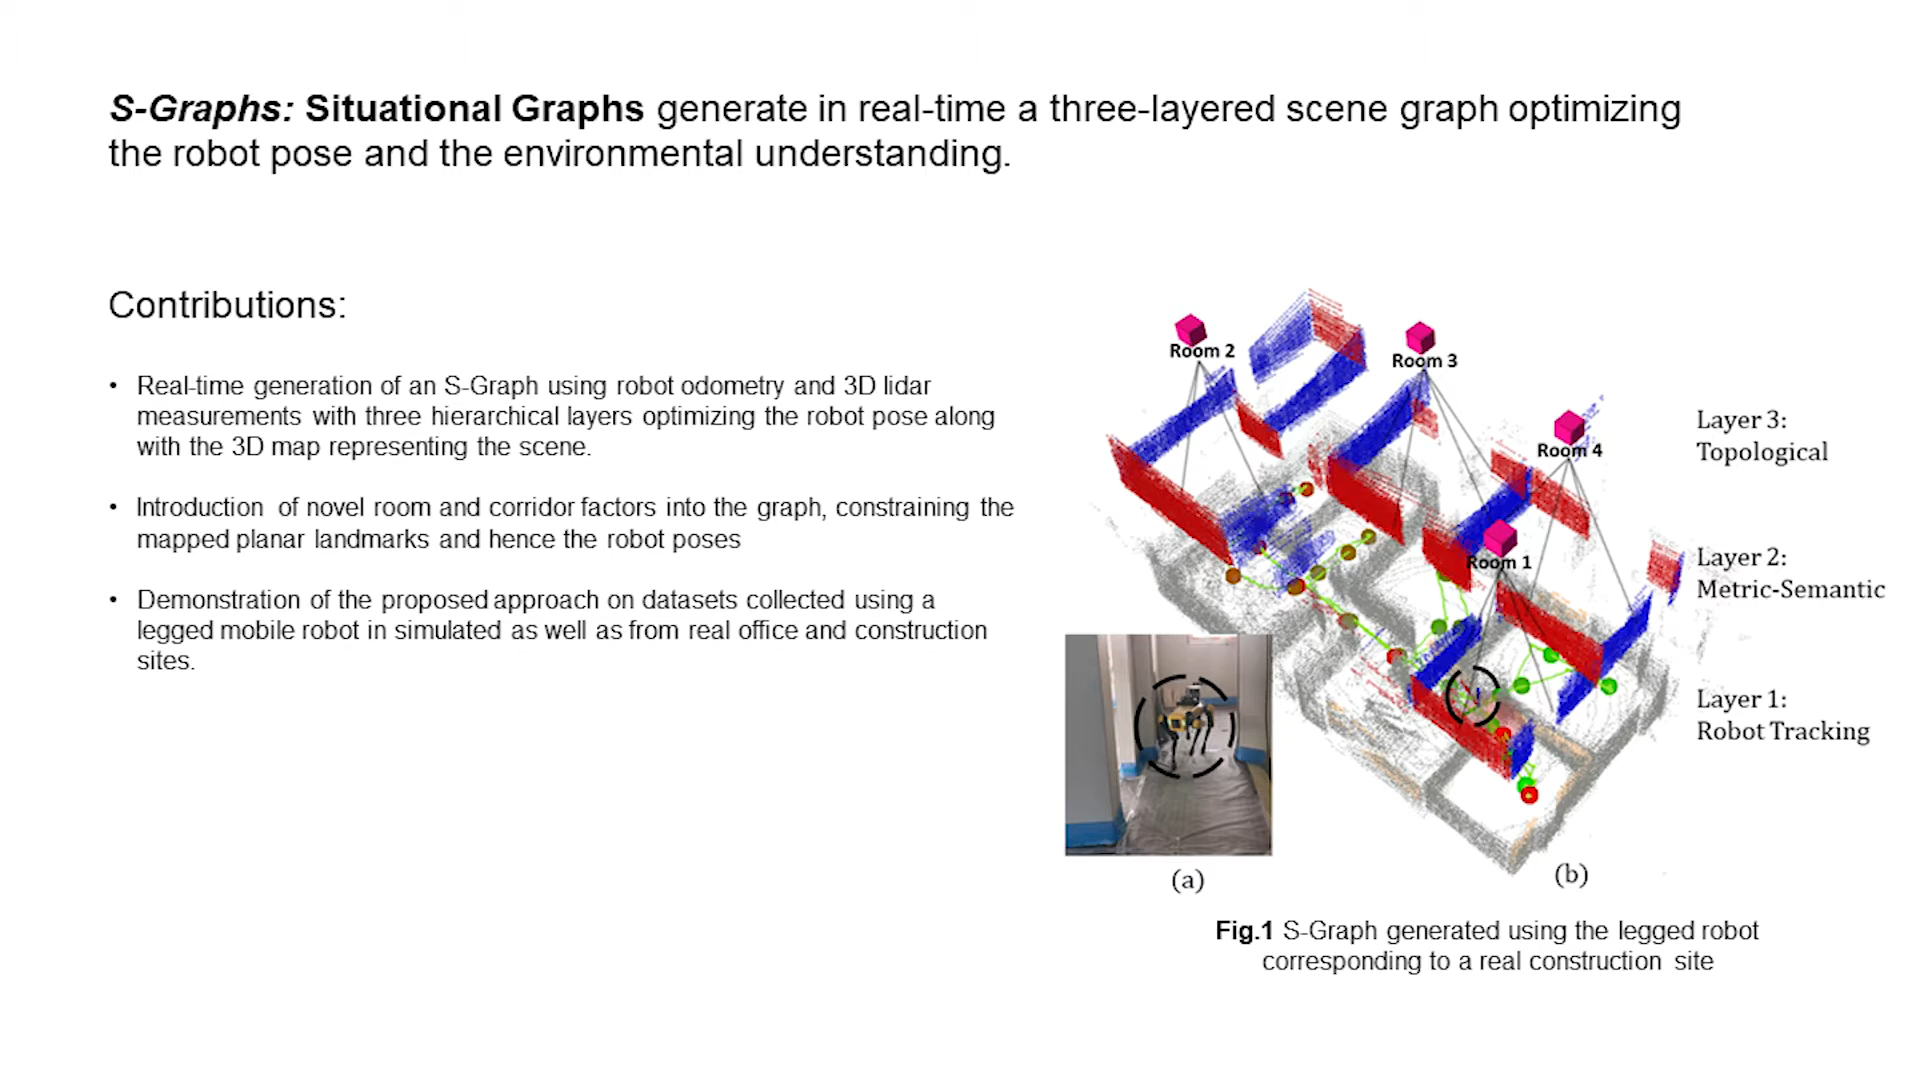 S-Graphs: Situational Graphs generate in real-time a three-layered scene graph optimizing
the robot pose and the environmental understanding.
Contributions:
• Real-time generation of an S-Graph using robot odometry and 3D lidar
measurements with three hierarchical layers optimizing the robot pose along
with the 3D map representing the scene.
• Introduction of novel room and corridor factors into the graph, constraining the
mapped planar landmarks and hence the robot poses
• Demonstration of the proposed approach on datasets collected using a
legged mobile robot in simulated as well as from real office and construction
sites.
Room 2
Room 3
Room 4
Room 1
Layer 3:
Topological
Layer 2:
Metric-Semantic
Layer 1:
Robot Tracking
(a)
(b)
Fig.1 S-Graph generated using the legged robot
corresponding to a real construction site